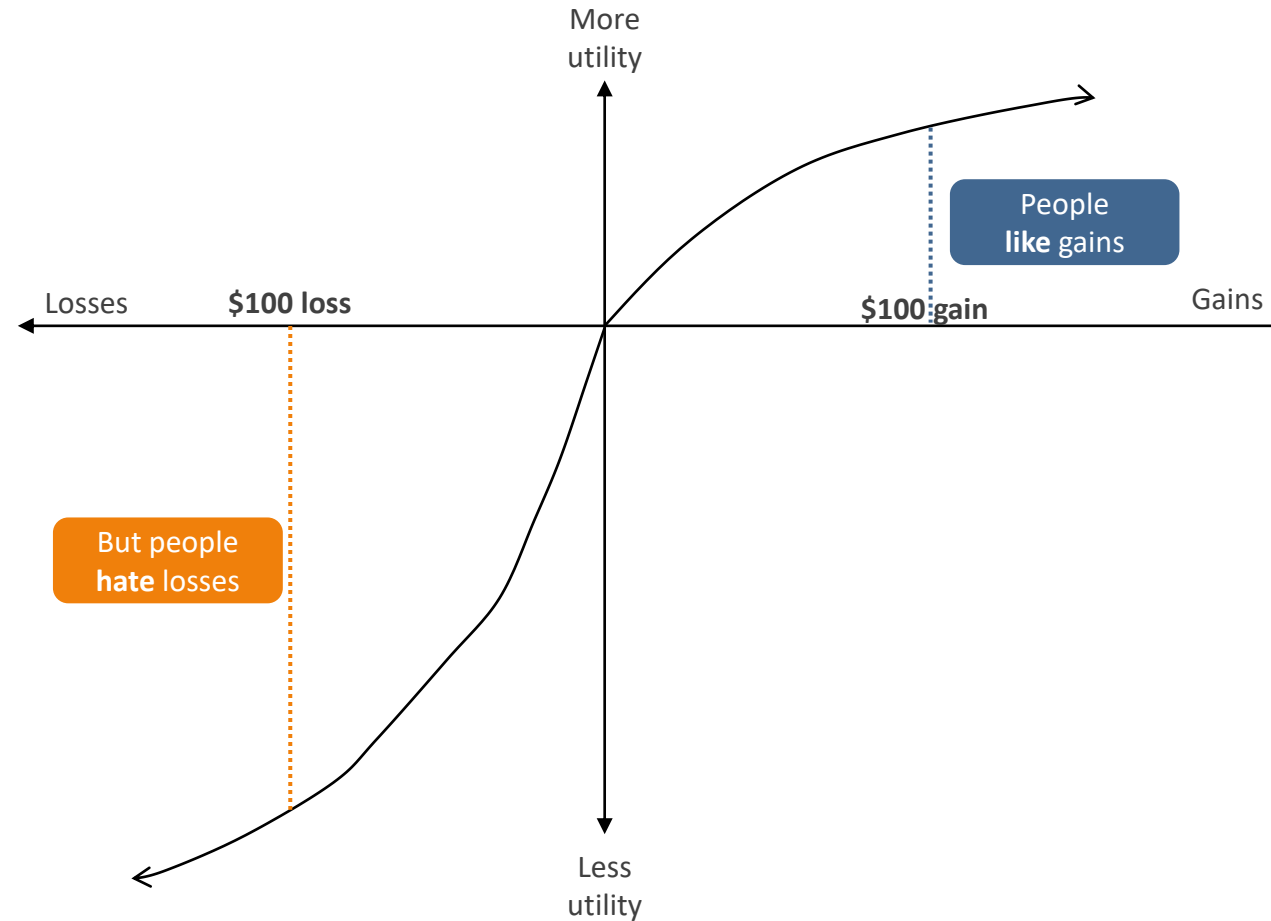 More
utility
People
like gains
Losses
$100 loss
$100 gain
Gains
But people
hate losses
Less
utility